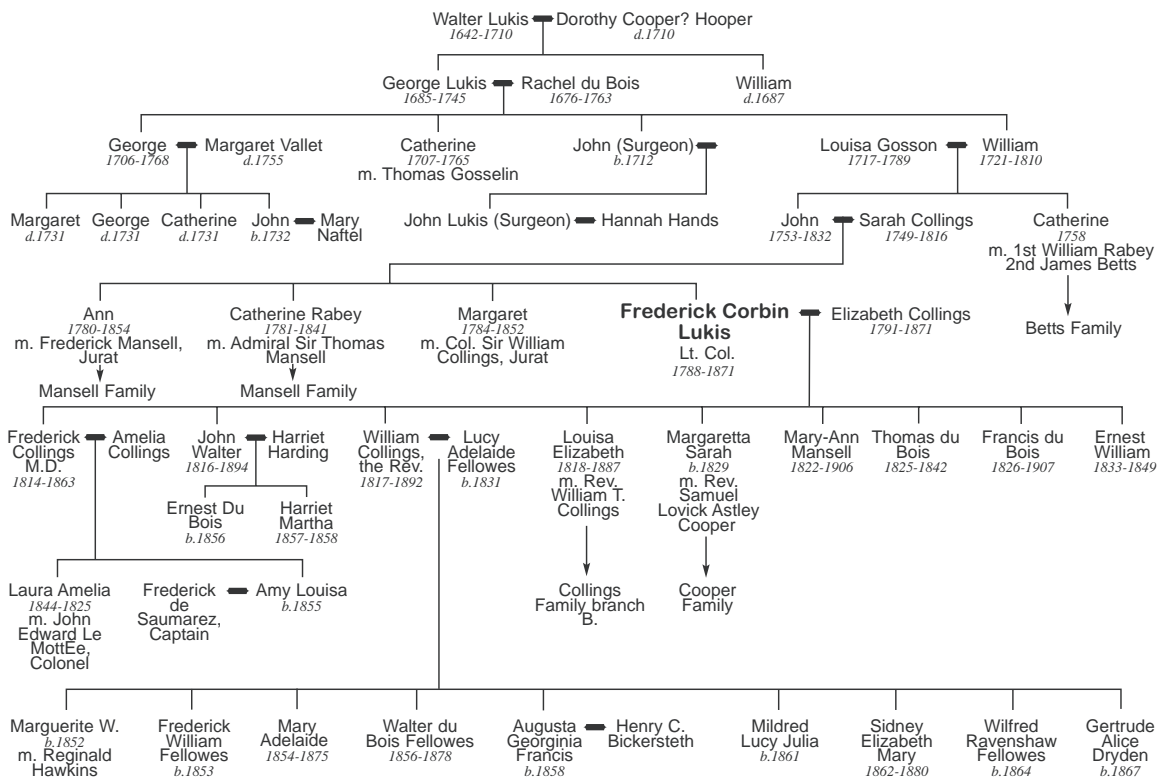 Walter Lukis
1642-1710
Dorothy Cooper? Hooper
d.1710
George Lukis
1685-1745
Rachel du Bois
1676-1763
William
d.1687
George
1706-1768
Margaret Vallet
d.1755
Catherine
1707-1765
m. Thomas Gosselin
John (Surgeon)
b.1712
Louisa Gosson
1717-1789
William
1721-1810
Margaret
d.1731
George
d.1731
Catherine
d.1731
John
b.1732
Mary
Naftel
John Lukis (Surgeon)
Hannah Hands
John
1753-1832
Sarah Collings
1749-1816
Catherine
1758
m. 1st William Rabey
2nd James Betts
Betts Family
Ann
1780-1854
m. Frederick Mansell,
Jurat
Mansell Family
Catherine Rabey
1781-1841
m. Admiral Sir Thomas
Mansell
Mansell Family
Margaret
1784-1852
m. Col. Sir William
Collings, Jurat
Frederick Corbin
Lukis
Lt. Col.
1788-1871
Elizabeth Collings
1791-1871
Frederick
Collings
M.D.
1814-1863
Amelia
Collings
John
Walter
1816-1894
Harriet
Harding
William
Collings,
the Rev.
1817-1892
Lucy
Adelaide
Fellowes
b.1831
Louisa
Elizabeth
1818-1887
m. Rev.
William T.
Collings
Collings
Family branch
B.
Margaretta
Sarah
b.1829
m. Rev.
Samuel
Lovick Astley
Cooper
Cooper
Family
Mary-Ann
Mansell
1822-1906
Thomas du
Bois
1825-1842
Francis du
Bois
1826-1907
Ernest
William
1833-1849
Ernest Du
Bois
b.1856
Harriet
Martha
1857-1858
Laura Amelia
1844-1825
m. John
Edward Le
MottEe,
Colonel
Frederick
de
Saumarez,
Captain
Amy Louisa
b.1855
Marguerite W.
b.1852
m. Reginald
Hawkins
Frederick
William
Fellowes
b.1853
Mary
Adelaide
1854-1875
Walter du
Bois Fellowes
1856-1878
Augusta
Georginia
Francis
b.1858
Henry C.
Bickersteth
Mildred
Lucy Julia
b.1861
Sidney
Elizabeth
Mary
1862-1880
Wilfred
Ravenshaw
Fellowes
b.1864
Gertrude
Alice
Dryden
b.1867